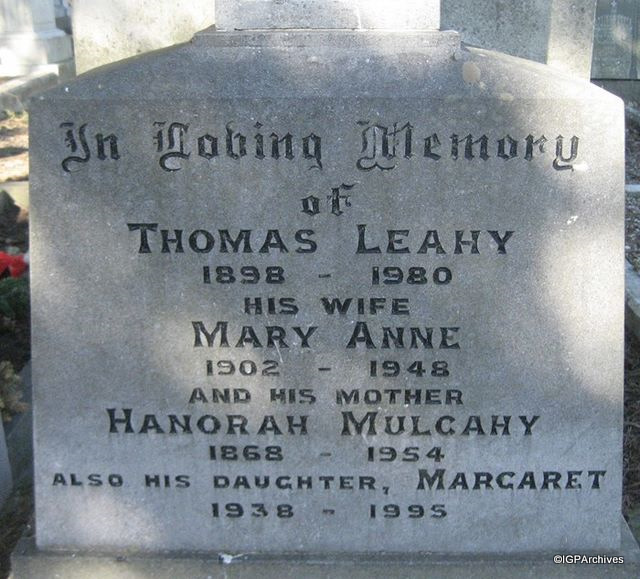 In Loving Memory
of
THOMAS LEAHY
1898 - 1980
HIS WIFE
MARY ANNE
1902 - 1948
AND HIS MOTHER
HANORAH MULCAHY
1868 - 1954
ALSO HIS DAUGHTER, MARGARET
1938 - 1995
©IGPArchives